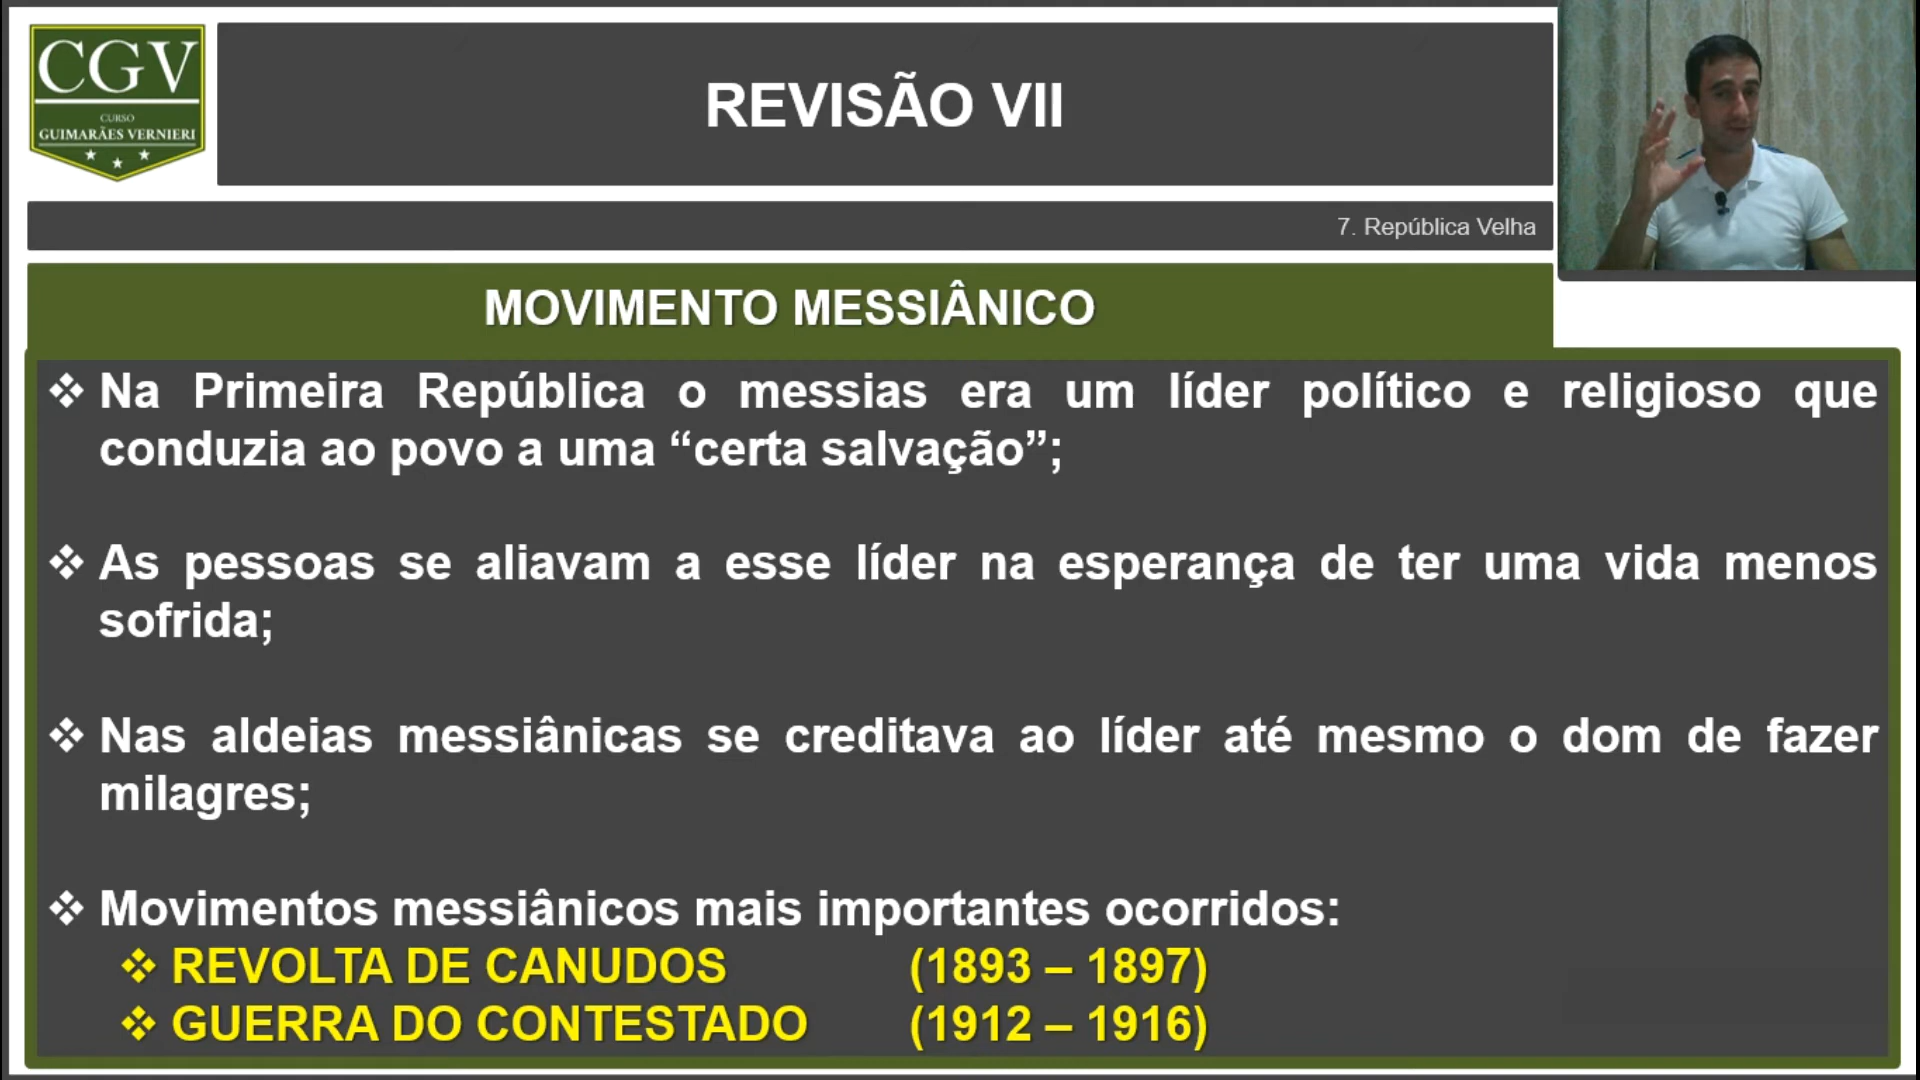 CGV
CURSO
GUIMARÃES VERNIERI
REVISÃO VII
7. República Velha
MOVIMENTO MESSIÂNICO
❖ Na Primeira República o messias era um líder político e religioso que
conduzia ao povo a uma “certa salvação”;
❖ As pessoas se aliavam a esse líder na esperança de ter uma vida menos
sofrida;
❖ Nas aldeias messiânicas se creditava ao líder até mesmo o dom de fazer
milagres;
❖ Movimentos messiânicos mais importantes ocorridos:
❖ REVOLTA DE CANUDOS (1893 – 1897)
❖ GUERRA DO CONTESTADO (1912 – 1916)